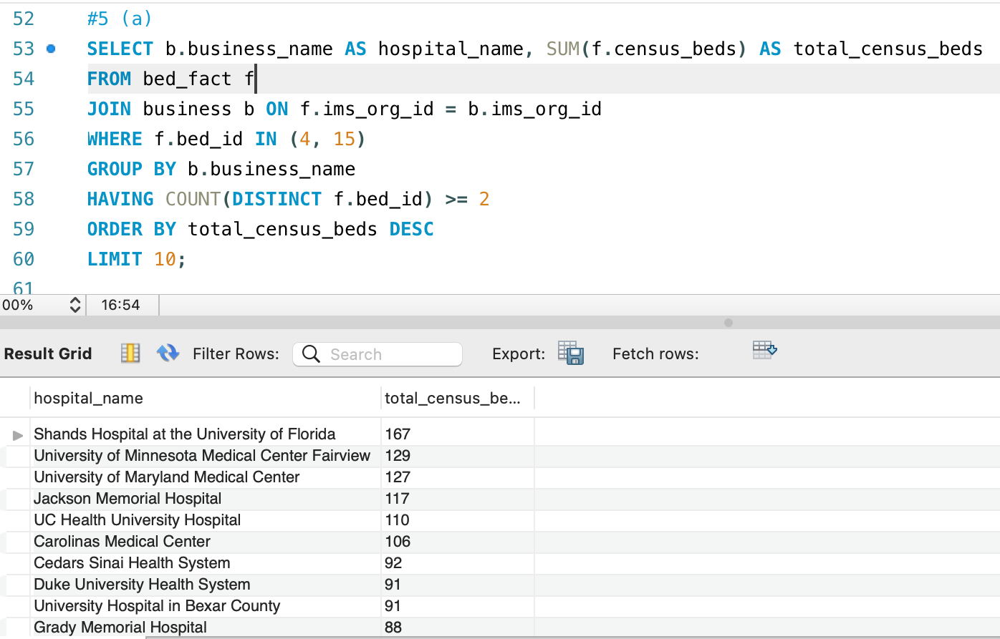 52 #5 (a)
53 SELECT b.business_name AS hospital_name, SUM(f.census_beds) AS total_census_beds
54 FROM bed_fact f
55 JOIN business b ON f.ims_org_id = b.ims_org_id
56 WHERE f.bed_id IN (4, 15)
57 GROUP BY b.business_name
58 HAVING COUNT(DISTINCT f.bed_id) >= 2
59 ORDER BY total_census_beds DESC
60 LIMIT 10;
61
00% 16:54
Result Grid Filter Rows: Search Export: Fetch rows:
hospital_name total_census_be...
Shands Hospital at the University of Florida 167
University of Minnesota Medical Center Fairview 129
University of Maryland Medical Center 127
Jackson Memorial Hospital 117
UC Health University Hospital 110
Carolinas Medical Center 106
Cedars Sinai Health System 92
Duke University Health System 91
University Hospital in Bexar County 91
Grady Memorial Hospital 88